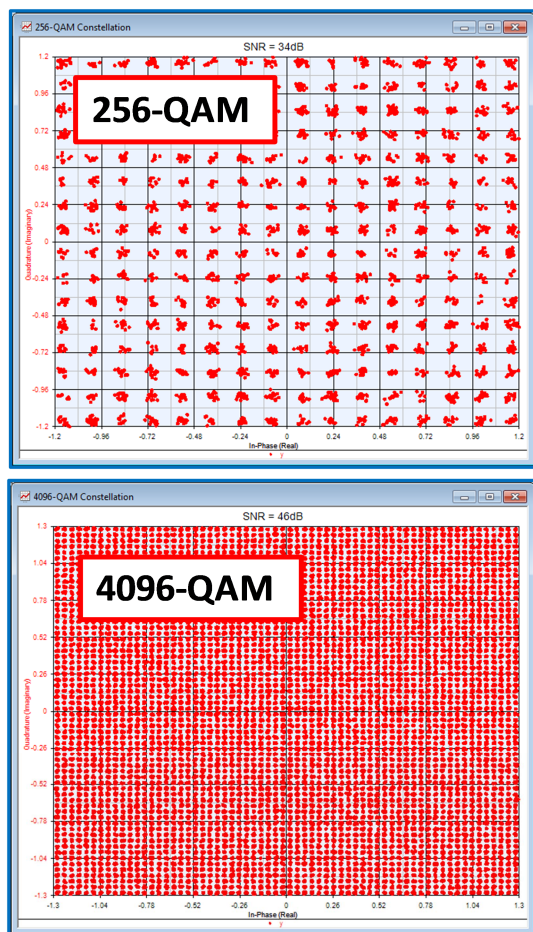 256-QAM Constellation
SNR = 34dB
1.2
0.96
0.72
0.48
0.24
0
-0.24
-0.48
-0.72
-0.96
-1.2
Quadrature (Imaginary)
256-QAM
-1.2 -0.96 -0.72 -0.48 -0.24 0 0.24 0.48 0.72 0.96 1.2
In-Phase (Real)
y
4096-QAM Constellation
SNR = 46dB
1.3
1.04
0.78
0.52
0.26
0
-0.26
-0.52
-0.78
-1.04
-1.3
Quadrature (Imaginary)
4096-QAM
-1.3 -1.04 -0.78 -0.52 -0.26 0 0.26 0.52 0.78 1.04 1.3
In-Phase (Real)
y